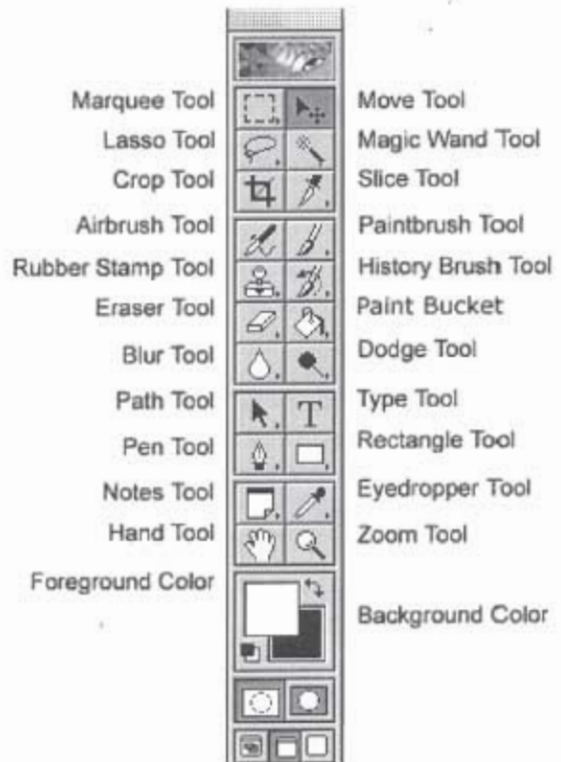 Marquee Tool
Move Tool
Lasso Tool
Magic Wand Tool
Crop Tool
Slice Tool
Airbrush Tool
Paintbrush Tool
Rubber Stamp Tool
History Brush Tool
Eraser Tool
Paint Bucket
Blur Tool
Dodge Tool
Path Tool
Type Tool
Pen Tool
Rectangle Tool
Notes Tool
Eyedropper Tool
Hand Tool
Zoom Tool
Foreground Color
Background Color